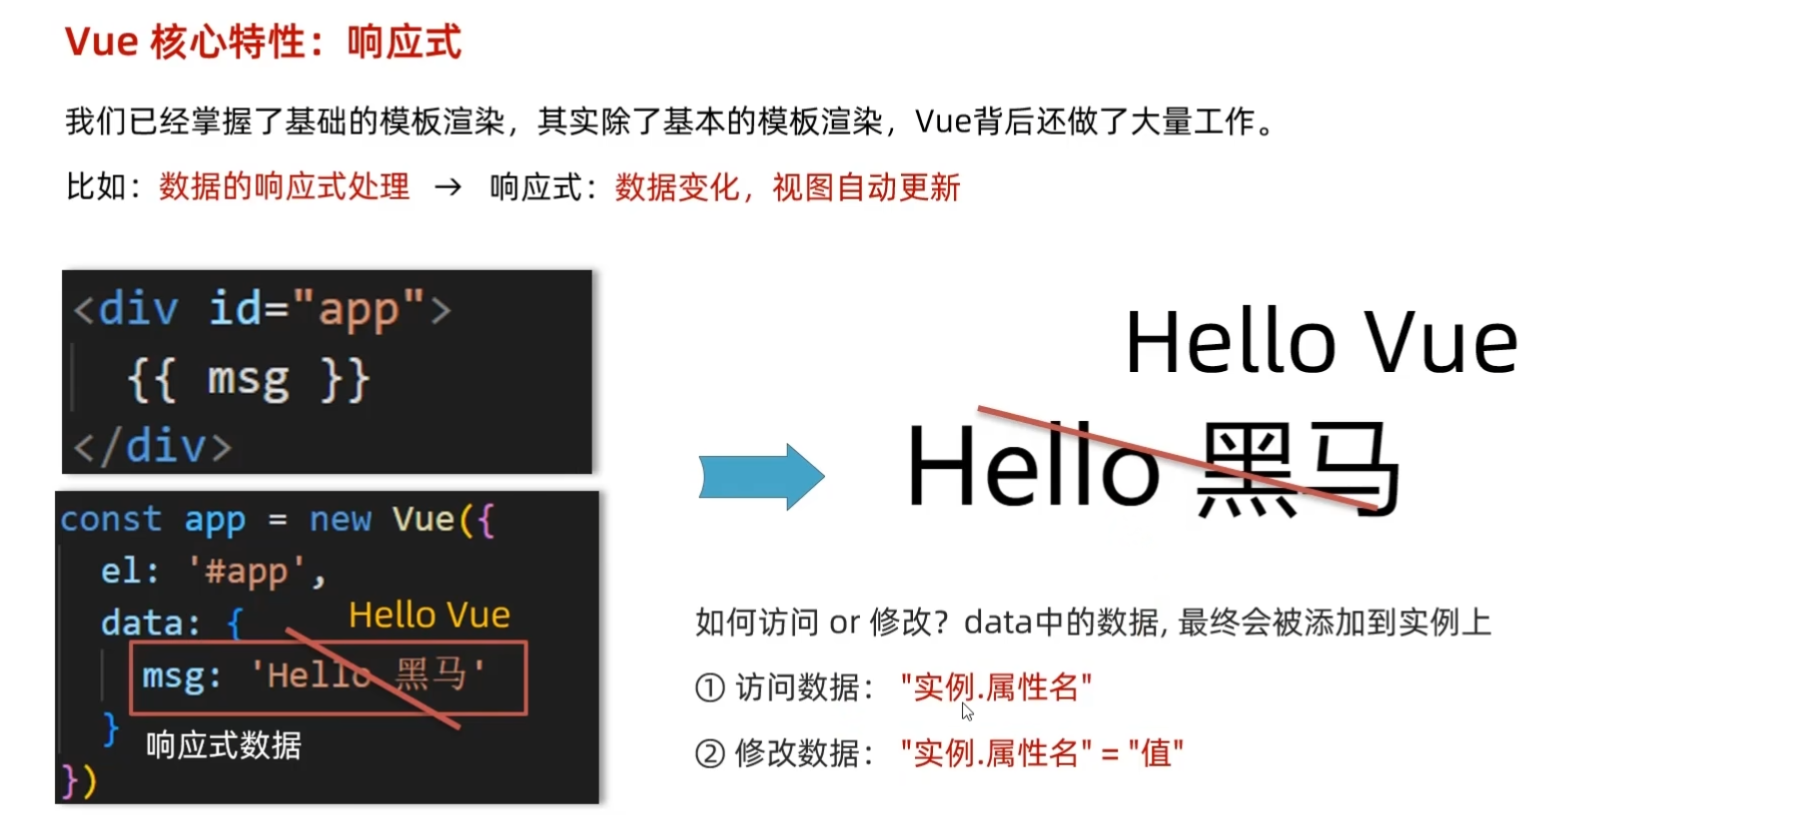 Vue 核心特性：响应式
我们已经掌握了基础的模板渲染，其实除了基本的模板渲染，Vue背后还做了大量工作。
比如：数据的响应式处理 → 响应式：数据变化，视图自动更新
<div id="app">
{{ msg }}
</div>
const app = new Vue({
el: '#app',
data: {
Hello Vue
msg: 'Hello 黑马'
}
响应式数据
})
Hello Vue
Hello 黑马
如何访问 or 修改？data中的数据, 最终会被添加到实例上
① 访问数据： "实例.属性名"
② 修改数据： "实例.属性名" = "值"